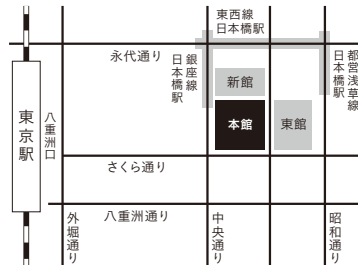 東西線
日本橋駅
永代通り
銀座線
日本橋駅
都営浅草線
日本橋駅
新館
本館
東館
東京駅
八重洲口
さくら通り
八重洲通り
外堀通り
中央通り
昭和通り